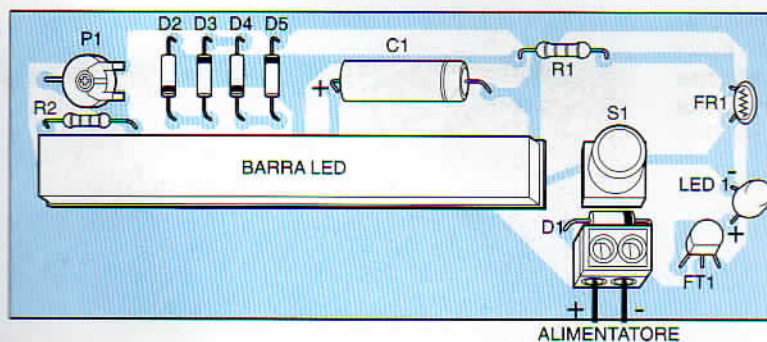 D2 D3 D4 D5
P1
C1
R1
+
R2
S1
FR1
BARRA LED
LED 1
-
D1
+
FT1
+ -
ALIMENTATORE